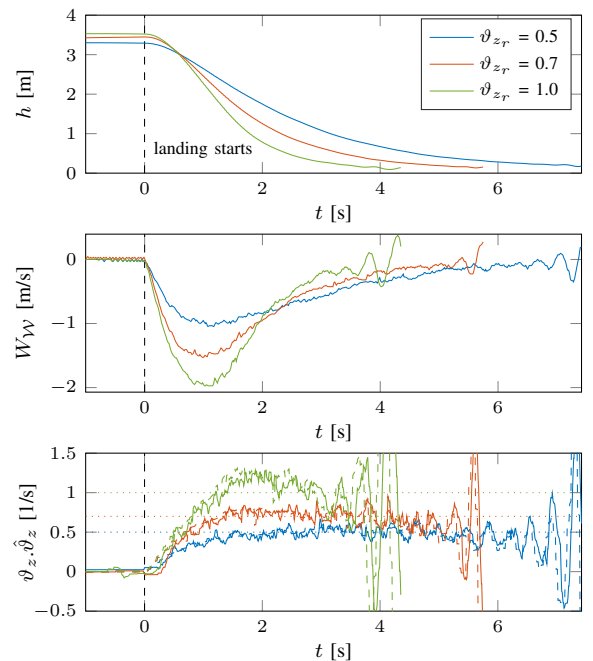 4
3
2
1
0
h [m]
ϑ_{z_r} = 0.5
ϑ_{z_r} = 0.7
ϑ_{z_r} = 1.0
landing starts
0 2 4 6
t [s]
0
−1
−2
W_𝒲 [m/s]
0 2 4 6
t [s]
1.5
1
0.5
0
−0.5
ϑ_z.ϑ̂_z [1/s]
0 2 4 6
t [s]